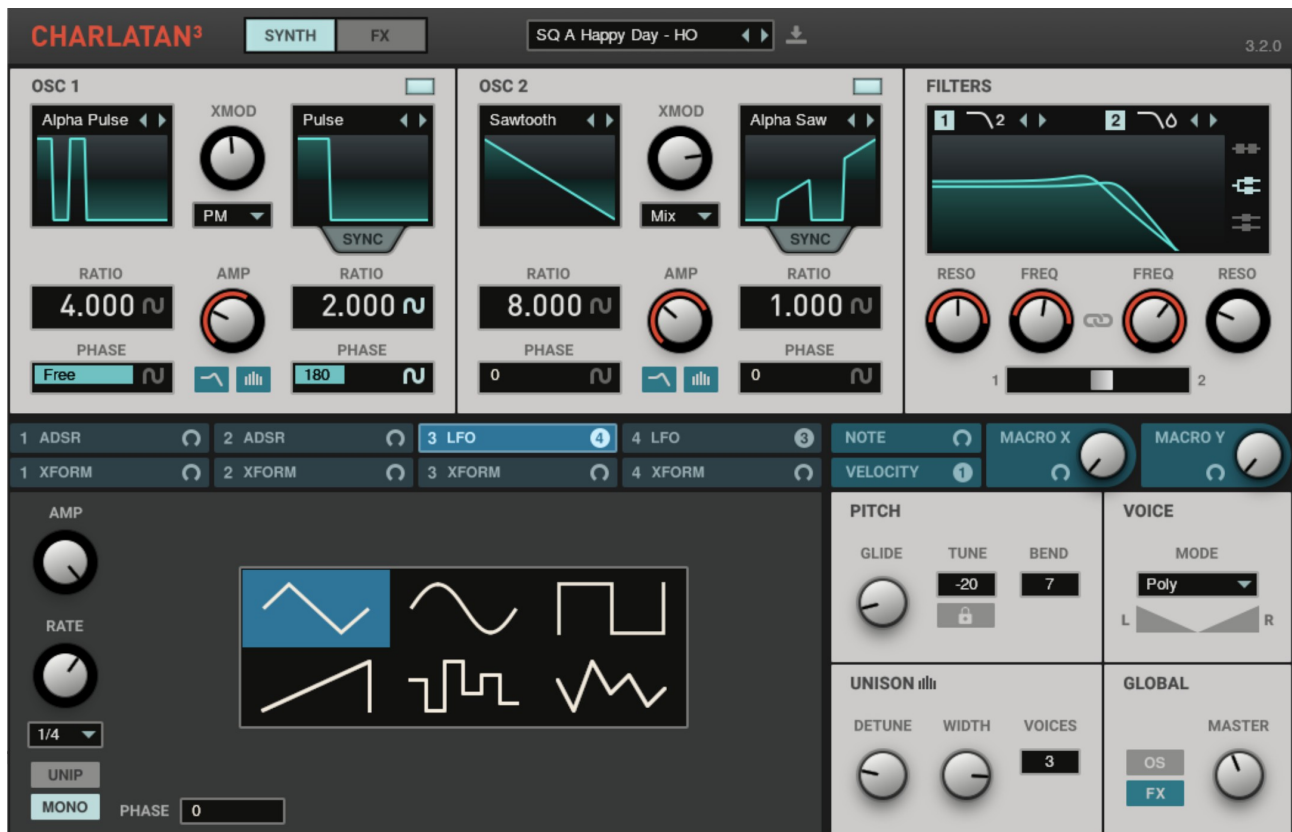 CHARLATAN³ SYNTH FX SQ A Happy Day - HO 3.2.0
OSC 1 OSC 2 FILTERS
Alpha Pulse XMOD Pulse Sawtooth XMOD Alpha Saw 1 2 2
PM Mix
SYNC SYNC
RATIO AMP RATIO RATIO AMP RATIO RESO FREQ FREQ RESO
4.000 2.000 8.000 1.000
PHASE PHASE PHASE PHASE
Free 180 0 0 1 2
1 ADSR 2 ADSR 3 LFO 4 4 LFO 3 NOTE MACRO X MACRO Y
1 XFORM 2 XFORM 3 XFORM 4 XFORM VELOCITY 1
AMP PITCH VOICE
GLIDE TUNE BEND MODE
-20 7 Poly
L R
RATE
UNISON GLOBAL
DETUNE WIDTH VOICES MASTER
1/4
3 OS
UNIP FX
MONO PHASE 0